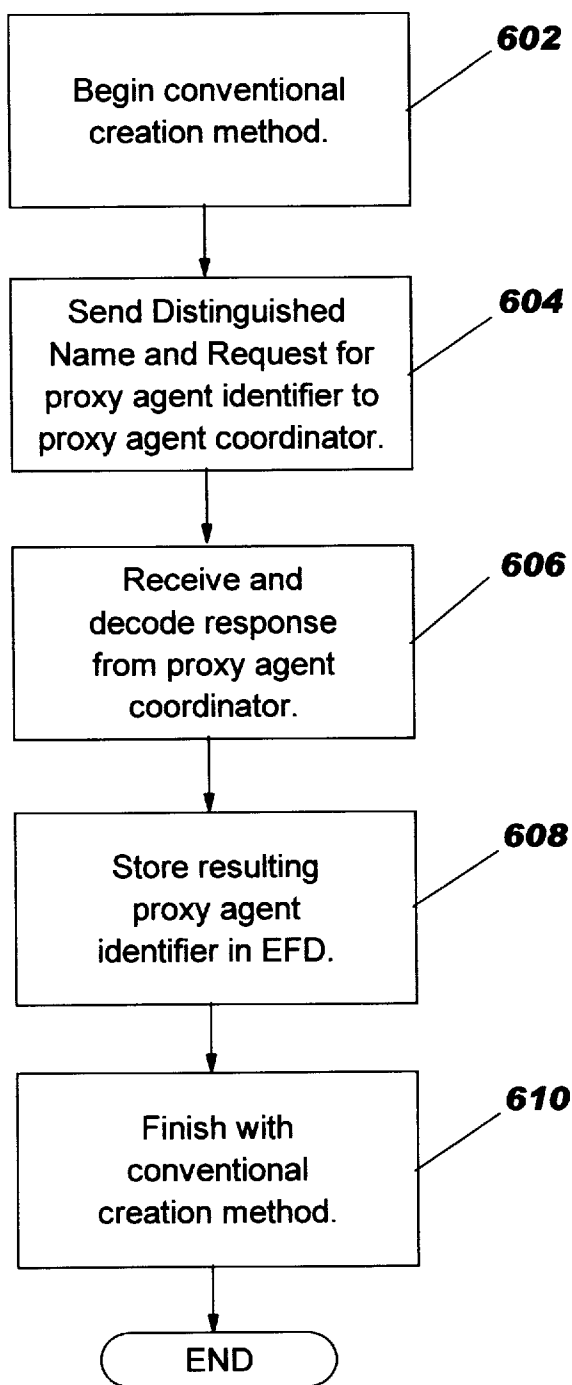 602
Begin conventional
creation method.
604
Send Distinguished
Name and Request for
proxy agent identifier to
proxy agent coordinator.
606
Receive and
decode response
from proxy agent
coordinator.
608
Store resulting
proxy agent
identifier in EFD.
610
Finish with
conventional
creation method.
END